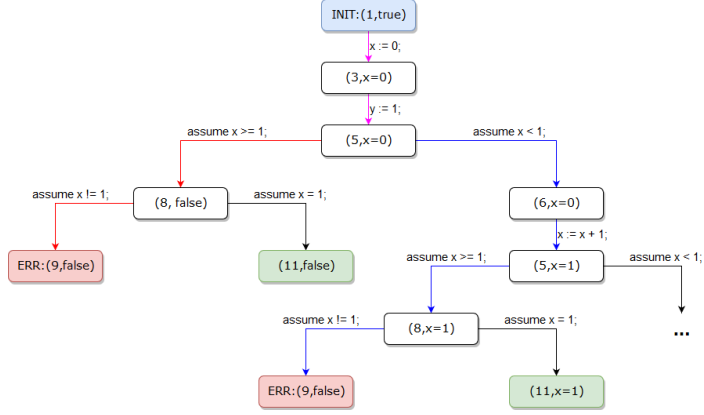 INIT:(1,true)
x := 0;
(3,x=0)
y := 1;
(5,x=0)
assume x >= 1;
assume x < 1;
(8, false)
(6,x=0)
assume x != 1;
assume x = 1;
x := x + 1;
ERR:(9,false)
(11,false)
(5,x=1)
assume x >= 1;
assume x < 1;
(8,x=1)
...
assume x != 1;
assume x = 1;
ERR:(9,false)
(11,x=1)